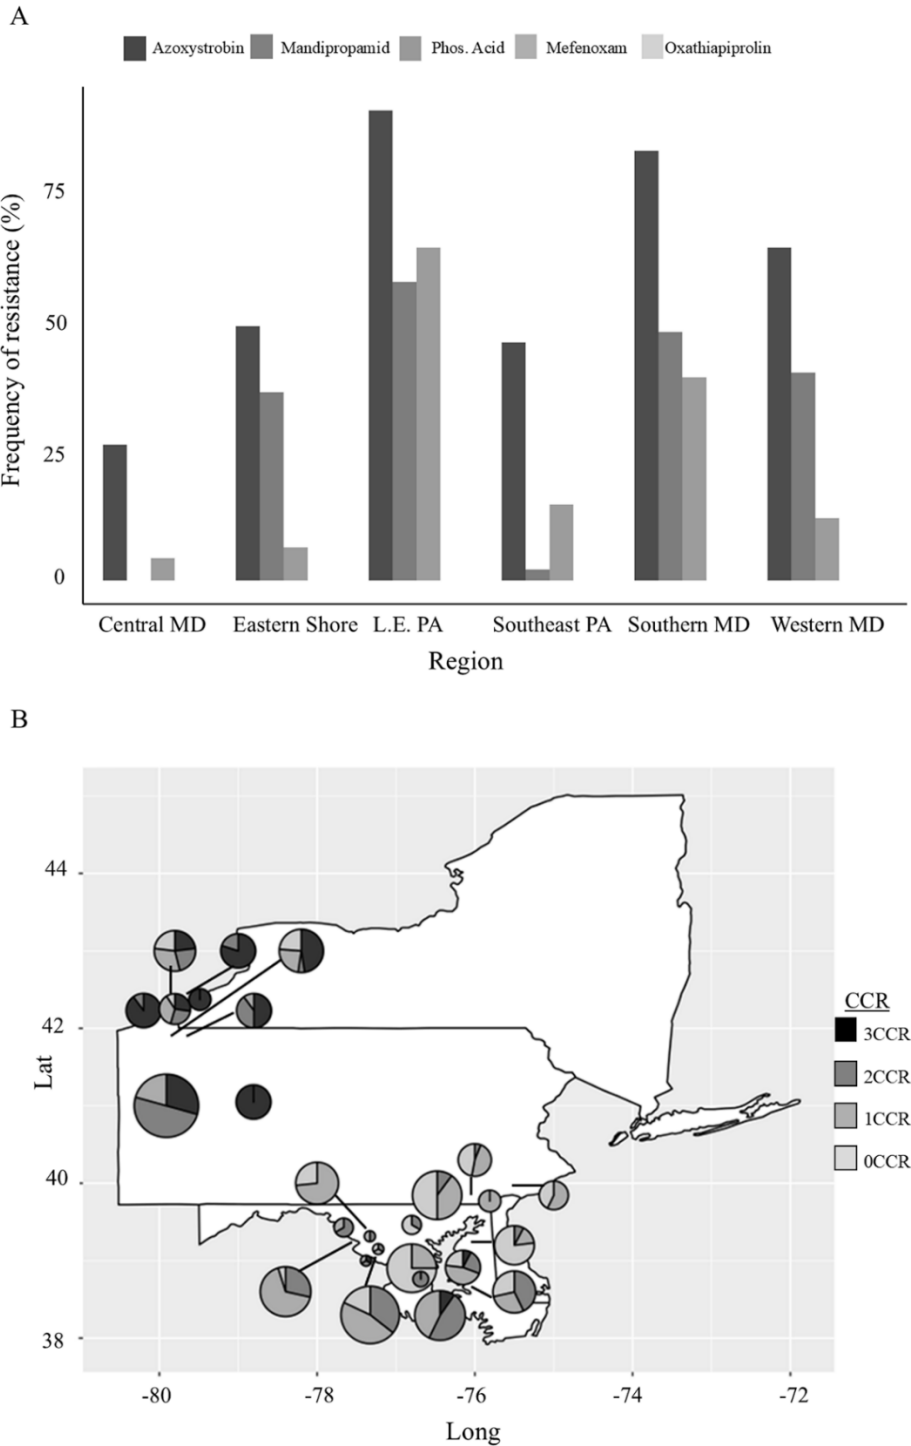 A
Azoxystrobin Mandipropamid Phos. Acid Mefenoxam Oxathiapiprolin
Frequency of resistance (%)
75
50
25
0
Central MD Eastern Shore L.E. PA Southeast PA Southern MD Western MD
Region
B
Lat
44
42
40
38
-80 -78 -76 -74 -72
Long
CCR
3CCR
2CCR
1CCR
0CCR